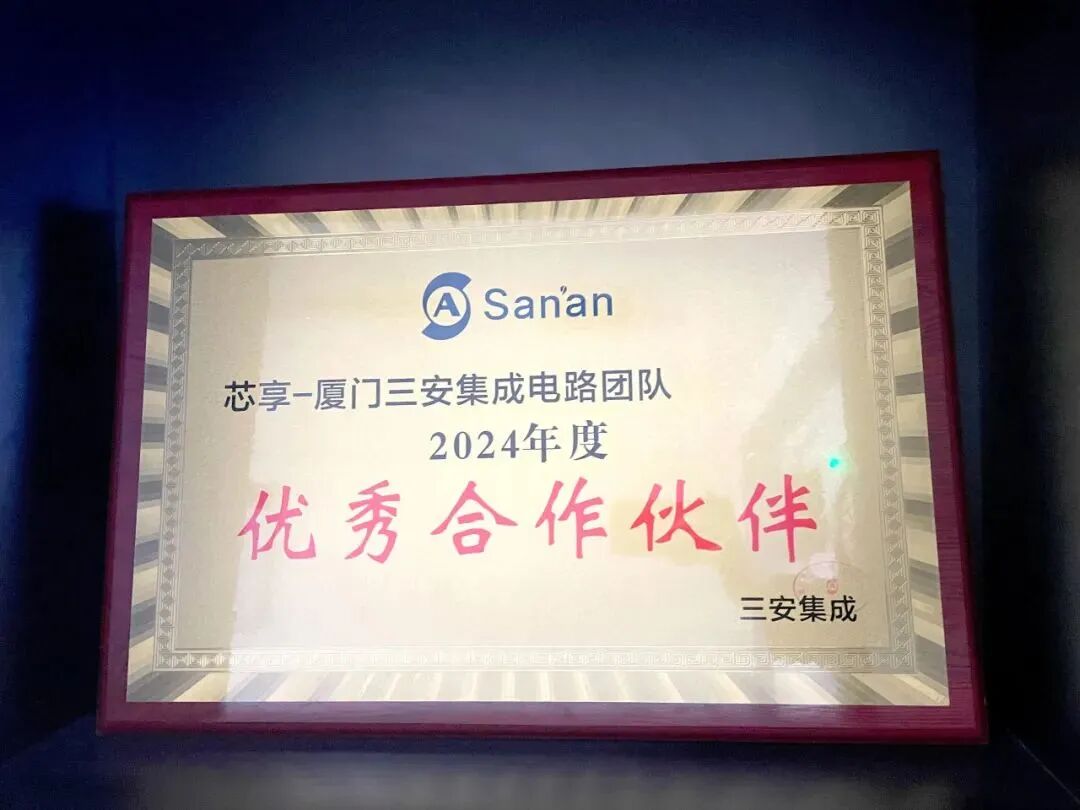 San'an
芯享-厦门三安集成电路团队
2024年度
优秀合作伙伴
三安集成